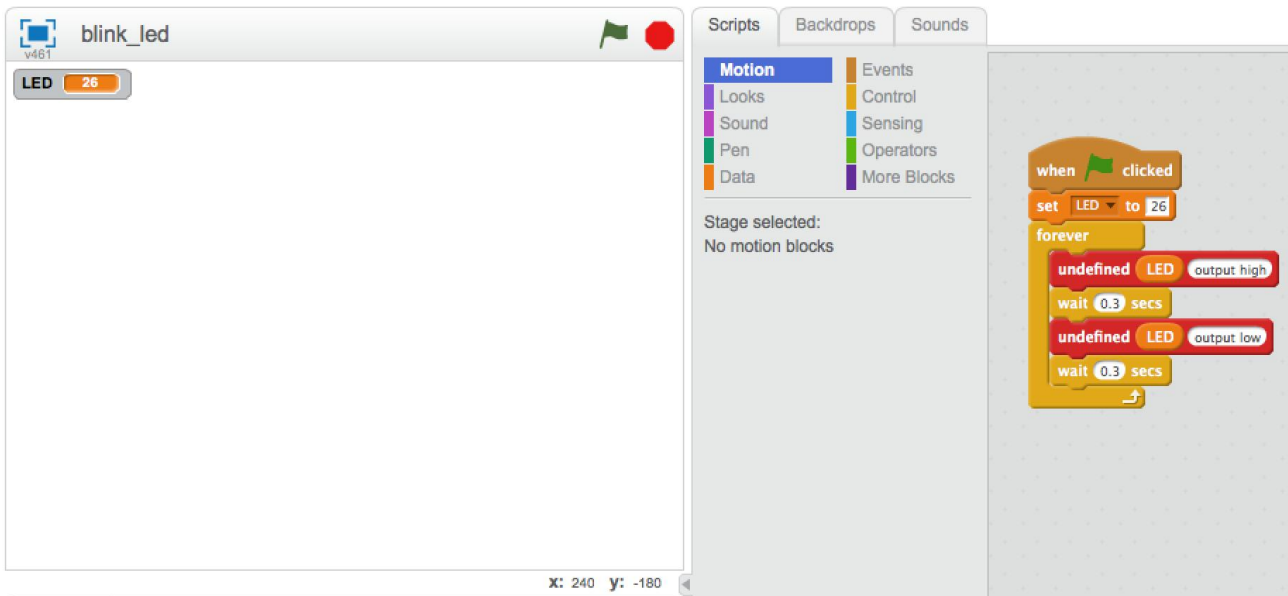 blink_led
v461
LED 26
x: 240 y: -180
Scripts Backdrops Sounds
Motion Events
Looks Control
Sound Sensing
Pen Operators
Data More Blocks
Stage selected:
No motion blocks
when clicked
set LED to 26
forever
undefined LED output high
wait 0.3 secs
undefined LED output low
wait 0.3 secs